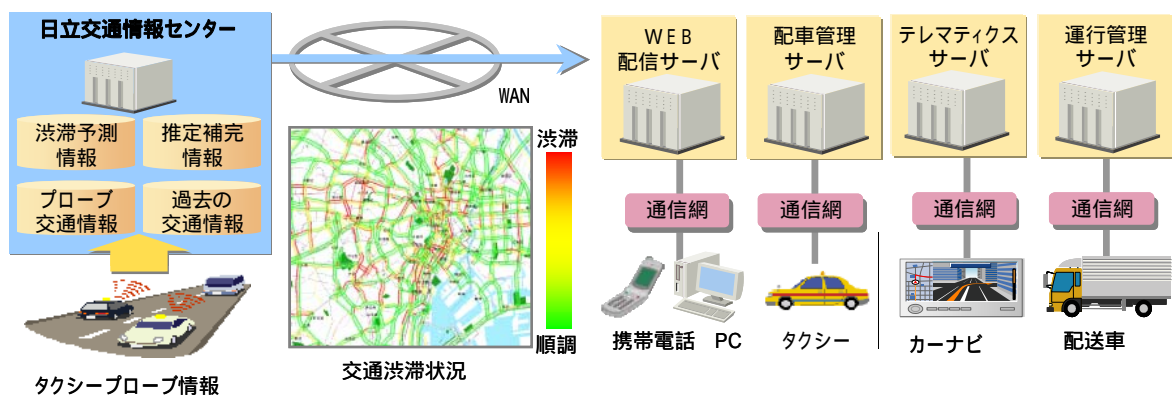 日立交通情報センター
渋滞予測
情報
推定補完
情報
プローブ
交通情報
過去の
交通情報
タクシープローブ情報
WAN
渋滞
順調
交通渋滞状況
WEB
配信サーバ
配車管理
サーバ
テレマティクス
サーバ
運行管理
サーバ
通信網
通信網
通信網
通信網
携帯電話 PC
タクシー
カーナビ
配送車